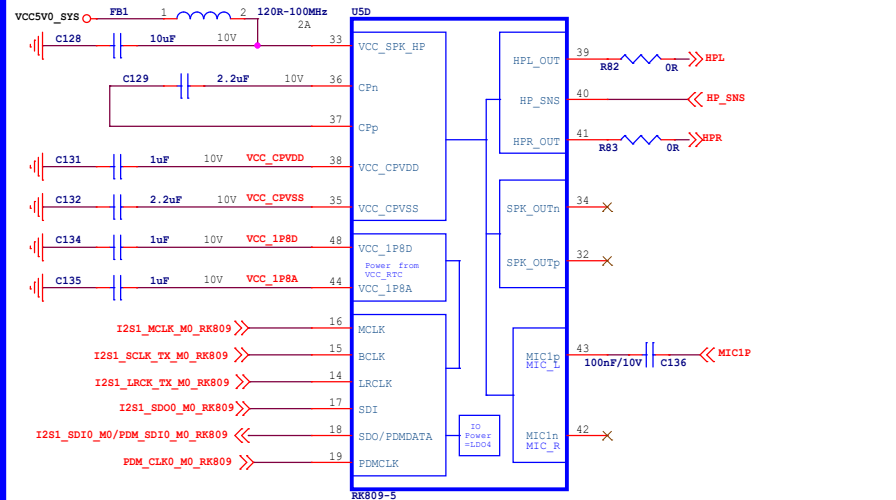 VCC5V0_SYS FB1 1 2 120R-100MHz U5D
2A
C128 10uF 10V 33 VCC_SPK_HP
C129 2.2uF 10V 36 CPn
37 CPp
C131 1uF 10V VCC_CPVDD 38 VCC_CPVDD
C132 2.2uF 10V VCC_CPVSS 35 VCC_CPVSS
C134 1uF 10V VCC_1P8D 48 VCC_1P8D
Power from
VCC_RTC
C135 1uF 10V VCC_1P8A 44 VCC_1P8A
I2S1_MCLK_M0_RK809 16 MCLK
I2S1_SCLK_TX_M0_RK809 15 BCLK
I2S1_LRCK_TX_M0_RK809 14 LRCLK
I2S1_SDO0_M0_RK809 17 SDI
I2S1_SDI0_M0/PDM_SDI0_M0_RK809 18 SDO/PDMDATA
PDM_CLK0_M0_RK809 19 PDMCLK
IO
Power
=LDO4
HPL_OUT 39 R82 0R HPL
HP_SNS 40 HP_SNS
HPR_OUT 41 R83 0R HPR
SPK_OUTn 34
SPK_OUTp 32
MIC1p 43 MIC1P
MIC_L 100nF/10V C136
MIC1n 42
MIC_R
RK809-5